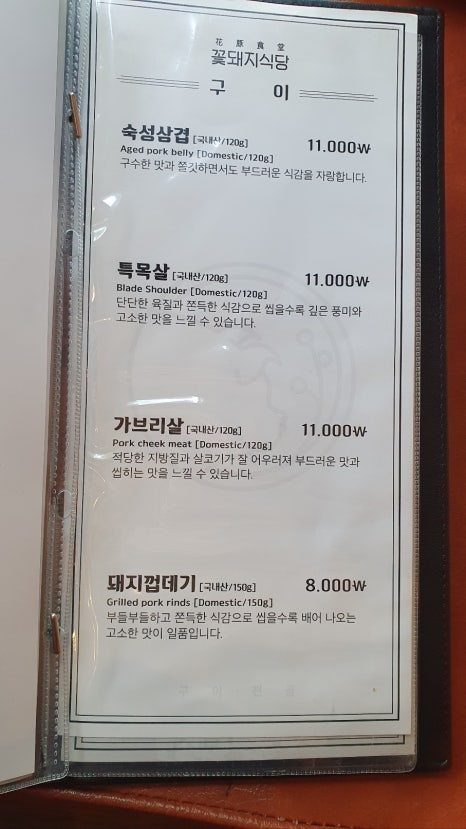 花豚食堂
꽃돼지식당
구 이
숙성삼겹 [국내산/120g] 11.000₩
Aged pork belly [Domestic/120g]
구수한 맛과 쫄깃하면서도 부드러운 식감을 자랑합니다.
특목살 [국내산/120g] 11.000₩
Blade Shoulder [Domestic/120g]
단단한 육질과 쫀득한 식감으로 씹을수록 깊은 풍미와
고소한 맛을 느낄 수 있습니다.
가브리살 [국내산/120g] 11.000₩
Pork cheek meat [Domestic/120g]
적당한 지방질과 살코기가 잘 어우러져 부드러운 맛과
씹히는 맛을 느낄 수 있습니다.
돼지껍데기 [국내산/150g] 8.000₩
Grilled pork rinds [Domestic/150g]
부들부들하고 쫀득한 식감으로 씹을수록 배어 나오는
고소한 맛이 일품입니다.
구 이 전 골